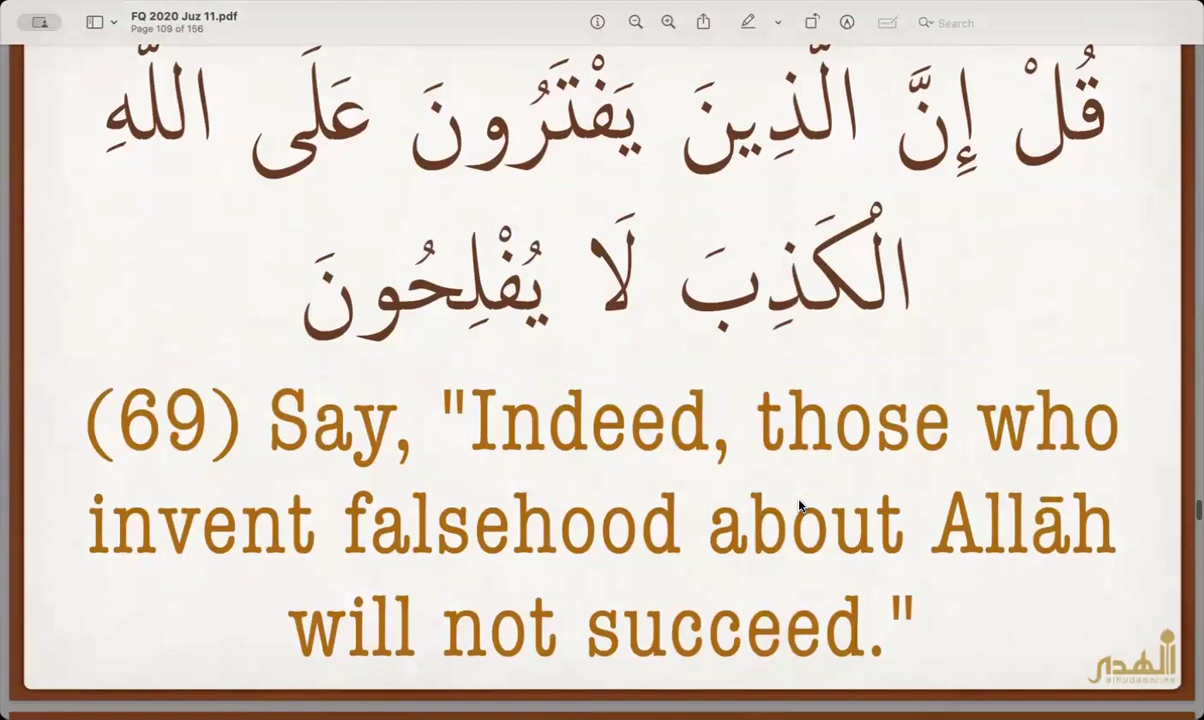 FQ 2020 Juz 11.pdf
Page 109 of 156
Search
قُلْ إِنَّ الَّذِينَ يَفْتَرُونَ عَلَى اللَّهِ
الْكَذِبَ لَا يُفْلِحُونَ
(69) Say, "Indeed, those who
invent falsehood about Allāh
will not succeed."
الهدى
alhudaonline